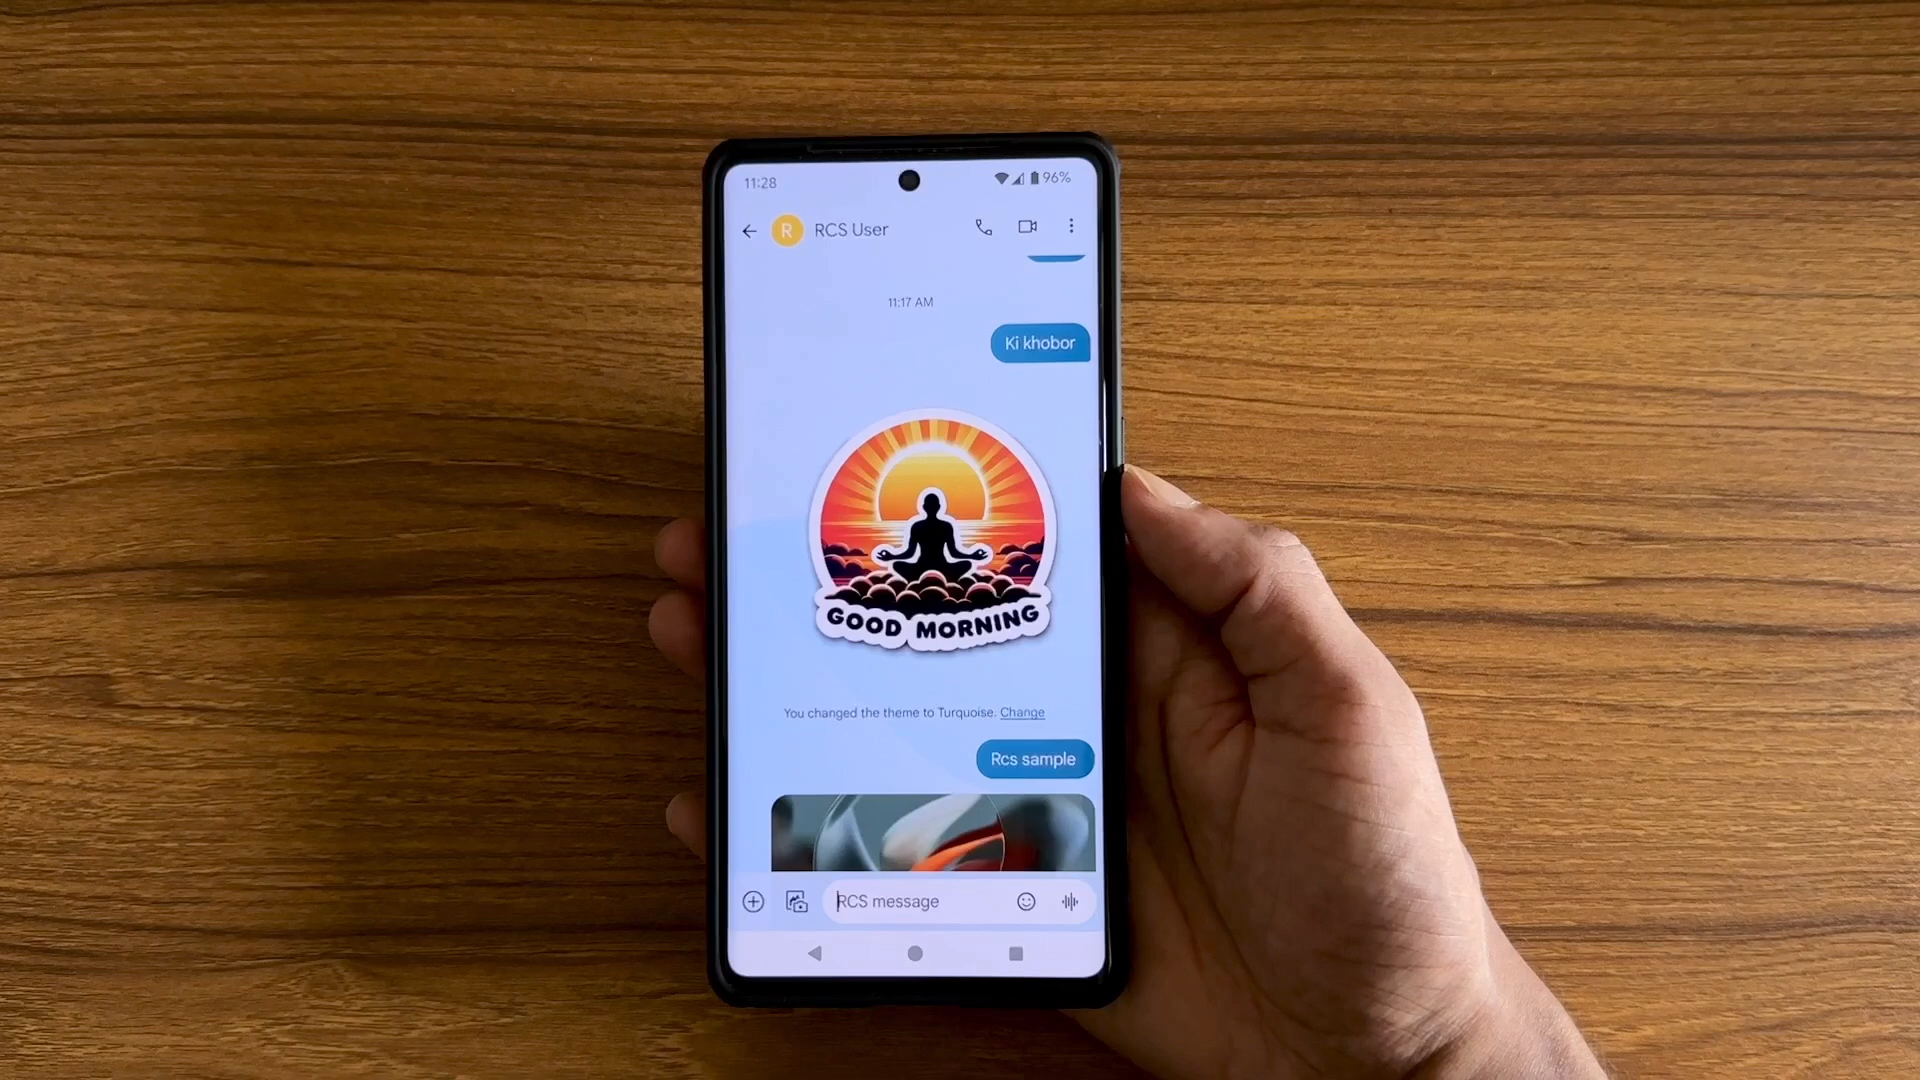 11:28
96%
R
RCS User
11:17 AM
Ki khobor
GOOD MORNING
You changed the theme to Turquoise. Change
Rcs sample
RCS message